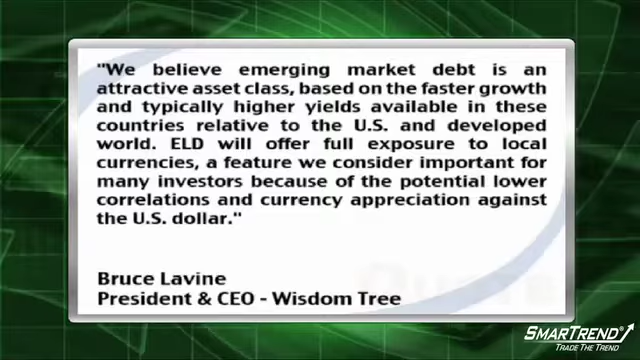 "We believe emerging market debt is an
attractive asset class, based on the faster growth
and typically higher yields available in these
countries relative to the U.S. and developed
world. ELD will offer full exposure to local
currencies, a feature we consider important for
many investors because of the potential lower
correlations and currency appreciation against
the U.S. dollar."
Bruce Lavine
President & CEO - Wisdom Tree
SMARTREND
TRADE THE TREND